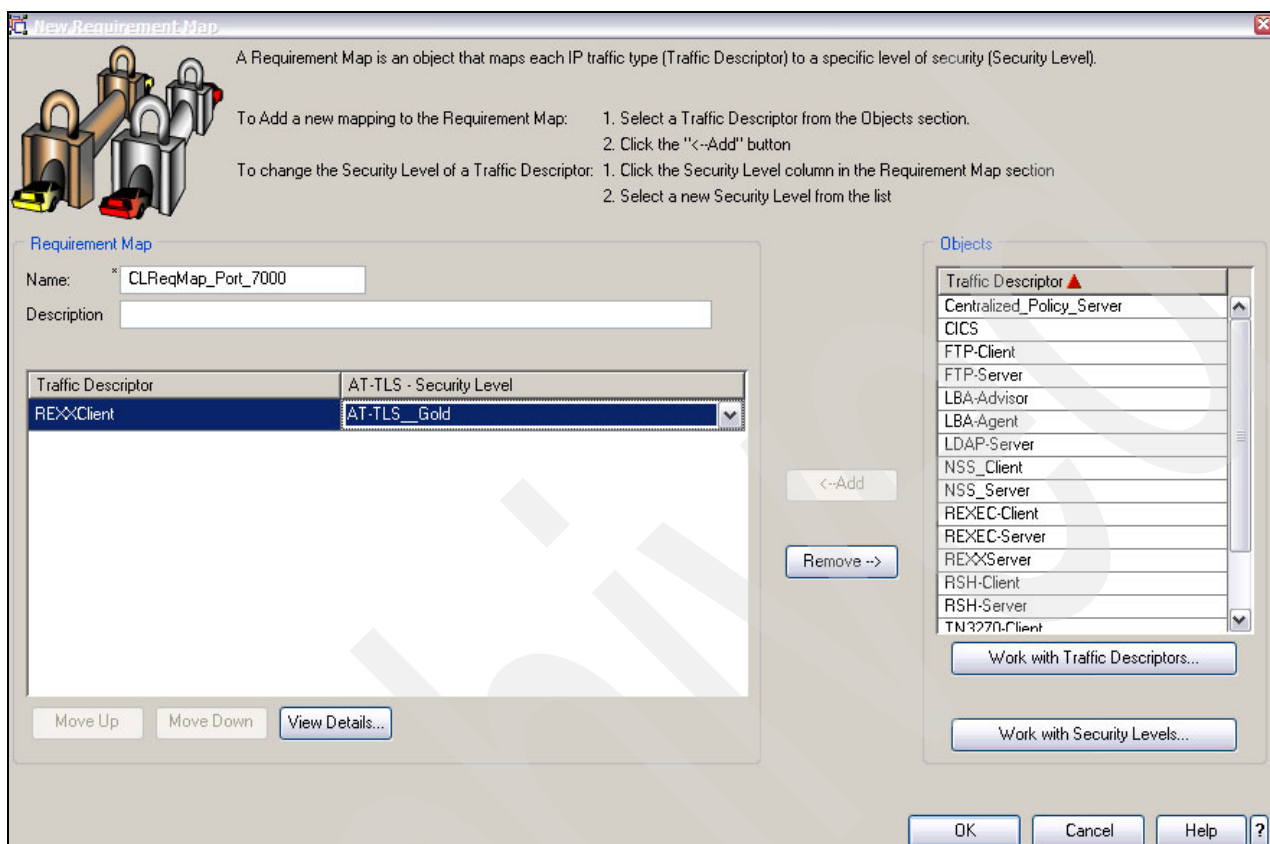 New Requirement Map
A Requirement Map is an object that maps each IP traffic type (Traffic Descriptor) to a specific level of security (Security Level).
To Add a new mapping to the Requirement Map: 1. Select a Traffic Descriptor from the Objects section.
2. Click the "<--Add" button
To change the Security Level of a Traffic Descriptor: 1. Click the Security Level column in the Requirement Map section
2. Select a new Security Level from the list
Requirement Map
Name: * CLReqMap_Port_7000
Description
Traffic Descriptor AT-TLS - Security Level
REXXClient AT-TLS__Gold
<--Add
Remove -->
Move Up Move Down View Details...
Objects
Traffic Descriptor
Centralized_Policy_Server
CICS
FTP-Client
FTP-Server
LBA-Advisor
LBA-Agent
LDAP-Server
NSS_Client
NSS_Server
REXEC-Client
REXEC-Server
REXXServer
RSH-Client
RSH-Server
TN3270-Client
Work with Traffic Descriptors...
Work with Security Levels...
OK Cancel Help ?